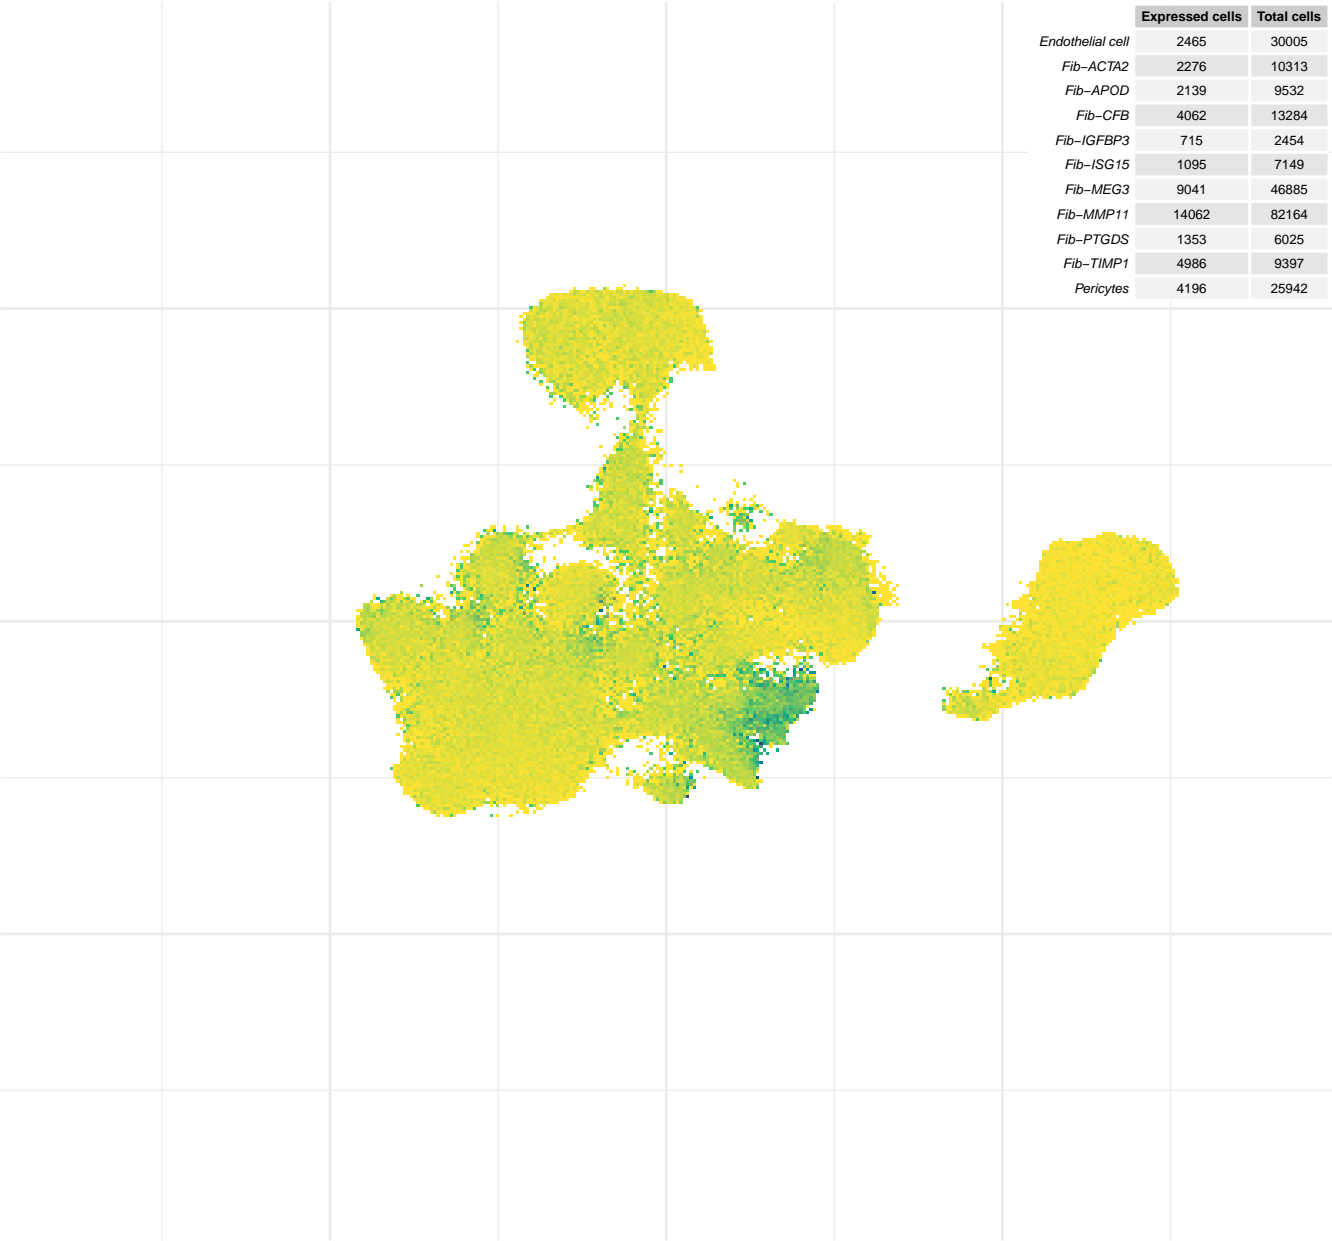 Expressed cells Total cells
Endothelial cell 2465 30005
Fib−ACTA2 2276 10313
Fib−APOD 2139 9532
Fib−CFB 4062 13284
Fib−IGFBP3 715 2454
Fib−ISG15 1095 7149
Fib−MEG3 9041 46885
Fib−MMP11 14062 82164
Fib−PTGDS 1353 6025
Fib−TIMP1 4986 9397
Pericytes 4196 25942